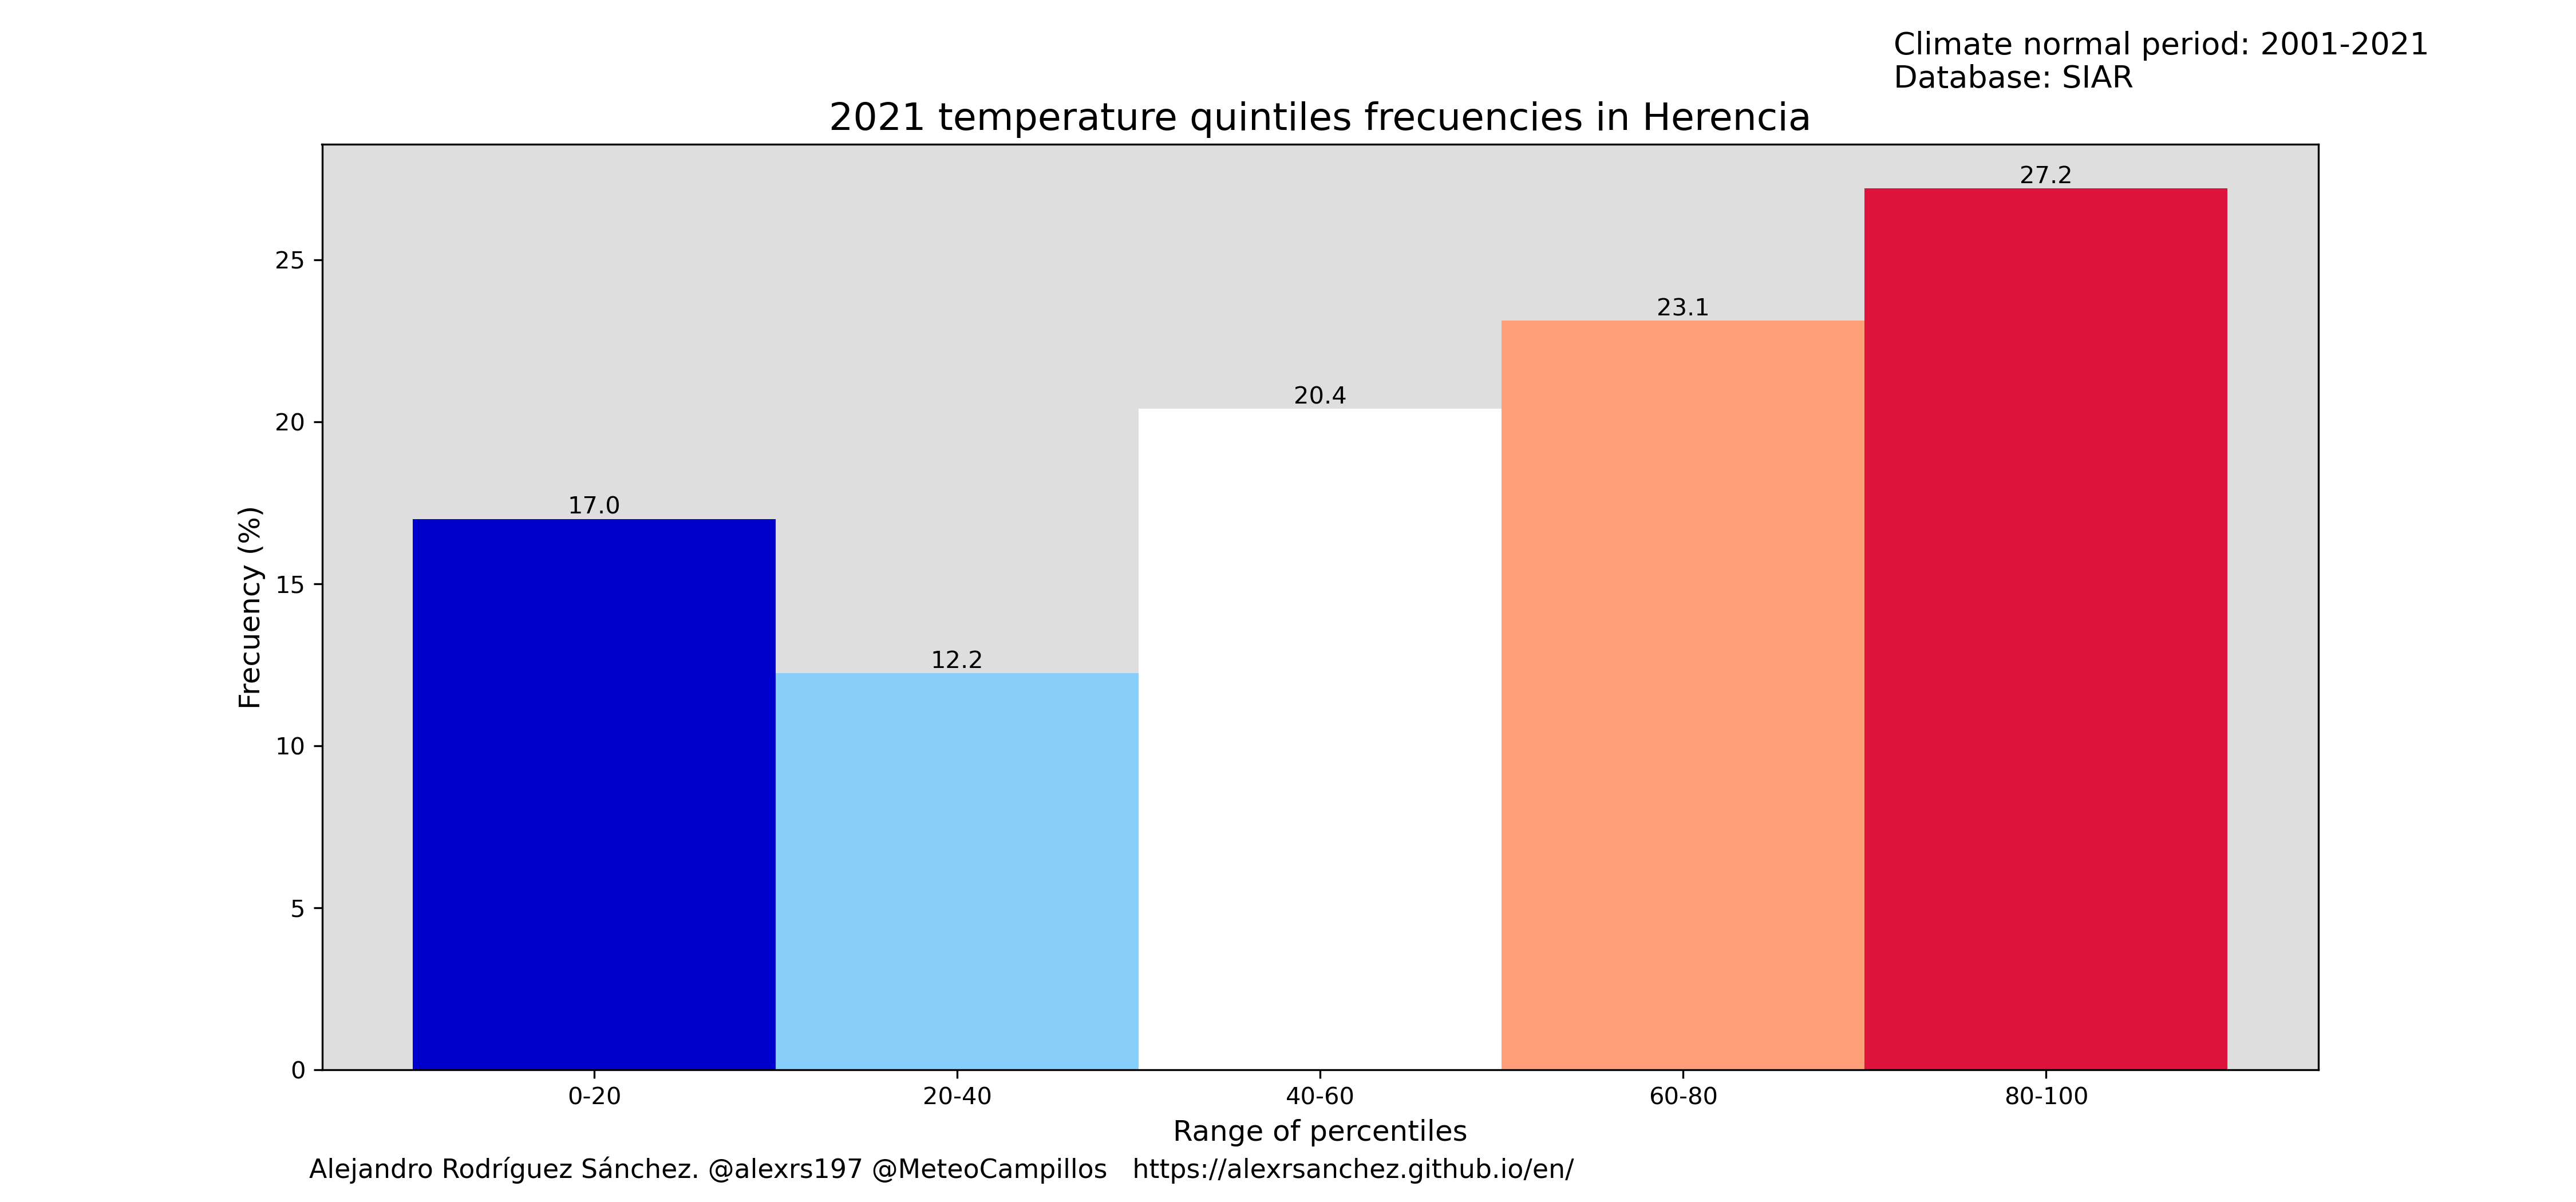 Climate normal period: 2001-2021
Database: SIAR
2021 temperature quintiles frecuencies in Herencia
27.2
25
23.1
20.4
20
17.0
15
12.2
10
5
0
Frecuency (%)
0-20 20-40 40-60 60-80 80-100
Range of percentiles
Alejandro Rodríguez Sánchez. @alexrs197 @MeteoCampillos https://alexrsanchez.github.io/en/